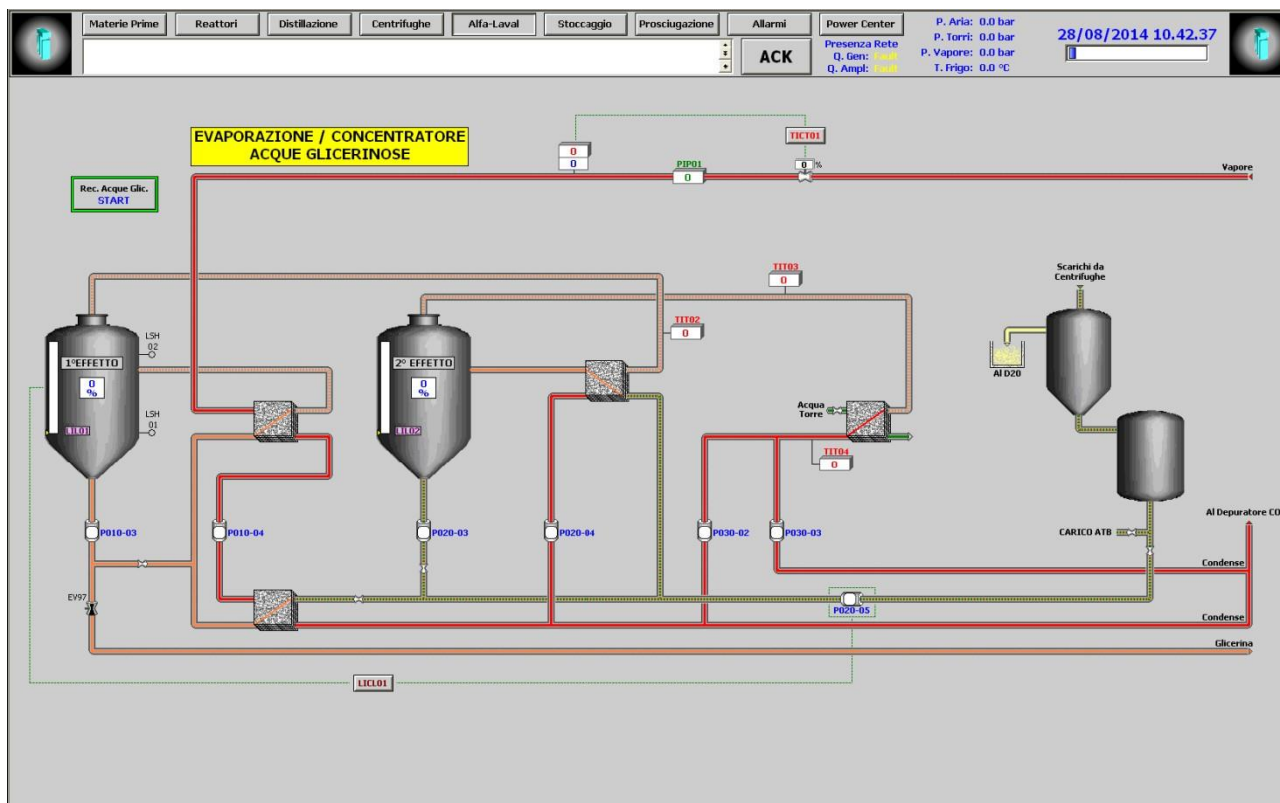 Materie Prime
Reattori
Distillazione
Centrifughe
Alfa-Laval
Stoccaggio
Prosciugazione
Allarmi
Power Center
ACK
Presenza Rete
Q. Gen: Fault
Q. Ampl: Fault
P. Aria: 0.0 bar
P. Torri: 0.0 bar
P. Vapore: 0.0 bar
T. Frigo: 0.0 °C
28/08/2014 10.42.37
EVAPORAZIONE / CONCENTRATORE
ACQUE GLICERINOSE
Rec. Acque Glic.
START
0
0
PIP01
0
TICT01
0 %
Vapore
TIT03
0
TIT02
0
Scarichi da
Centrifughe
Al D20
LSH
02
1°EFFETTO
0
%
LSH
01
LIL01
2° EFFETTO
0
%
LIL02
Acqua
Torre
TIT04
0
P010-03
P010-04
P020-03
P020-04
P030-02
P030-03
CARICO ATB
Al Depuratore CO
Condense
EV97
P020-05
Condense
Glicerina
LICL01